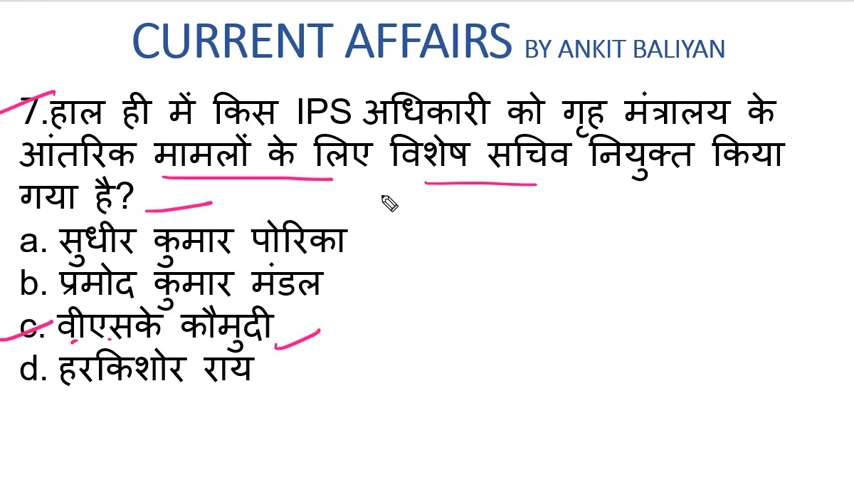 CURRENT AFFAIRS BY ANKIT BALIYAN
7.हाल ही में किस IPS अधिकारी को गृह मंत्रालय के
आंतरिक मामलों के लिए विशेष सचिव नियुक्त किया
गया है?
a. सुधीर कुमार पोरिका
b. प्रमोद कुमार मंडल
c. वीएसके कौमुदी
d. हरकिशोर राय